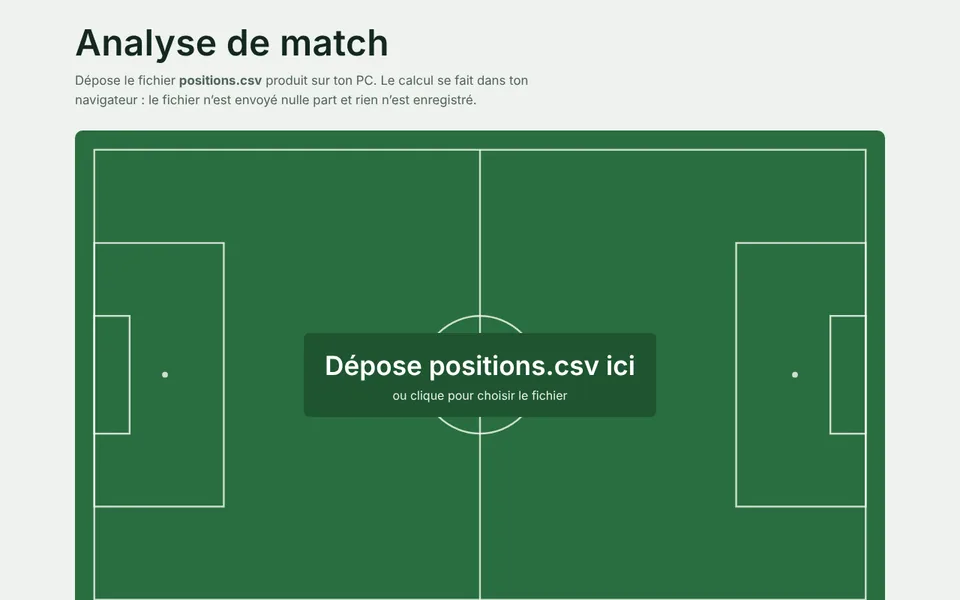 Analyse de match
Dépose le fichier positions.csv produit sur ton PC. Le calcul se fait dans ton
navigateur : le fichier n’est envoyé nulle part et rien n’est enregistré.
Dépose positions.csv ici
ou clique pour choisir le fichier